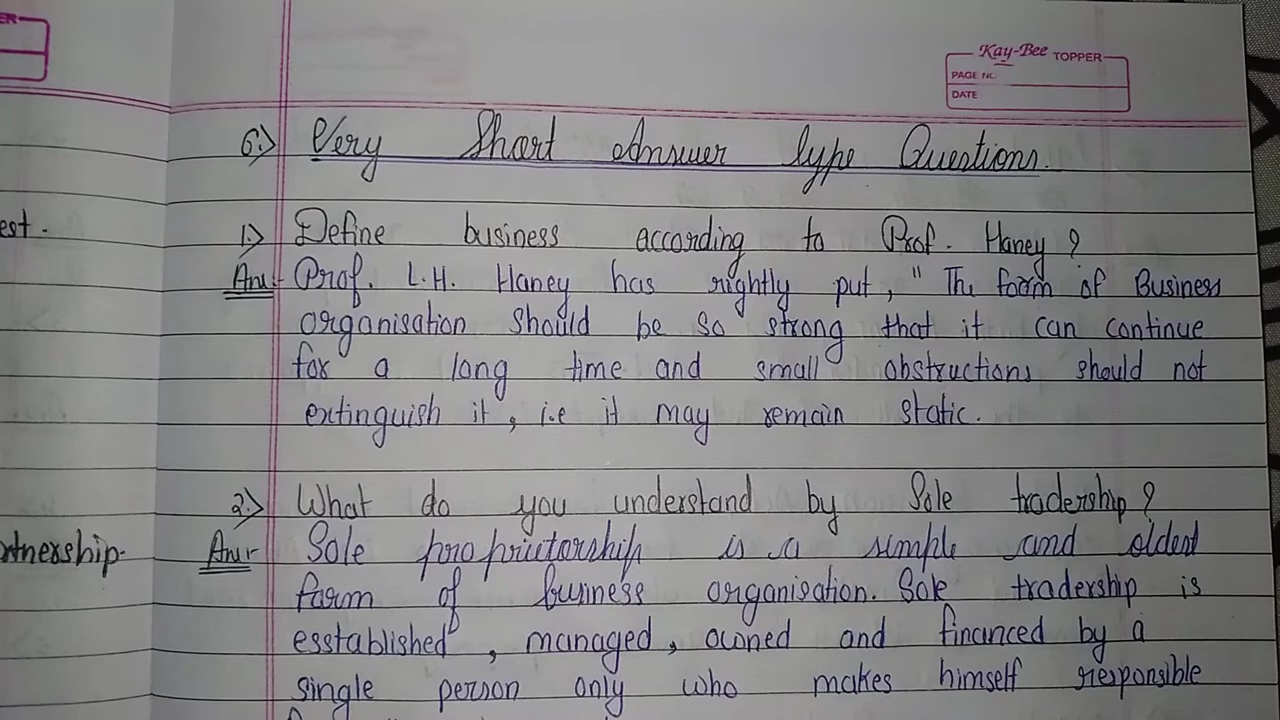 ER
Kay-Bee TOPPER
PAGE NO.
DATE
6.) Very Short Answer type Questions.
est.
1.) Define business according to Prof. Haney?
Ans:- Prof. L.H. Haney has rightly put, "The form of Business
organisation should be so strong that it can continue
for a long time and small obstructions should not
extinguish it, i.e it may remain static.
2.) What do you understand by Sole tradership?
rtnership.
Ans:- Sole proprietorship is a simple and oldest
form of business organisation. Sole tradership is
esstablished, managed, owned and financed by a
single person only who makes himself responsible